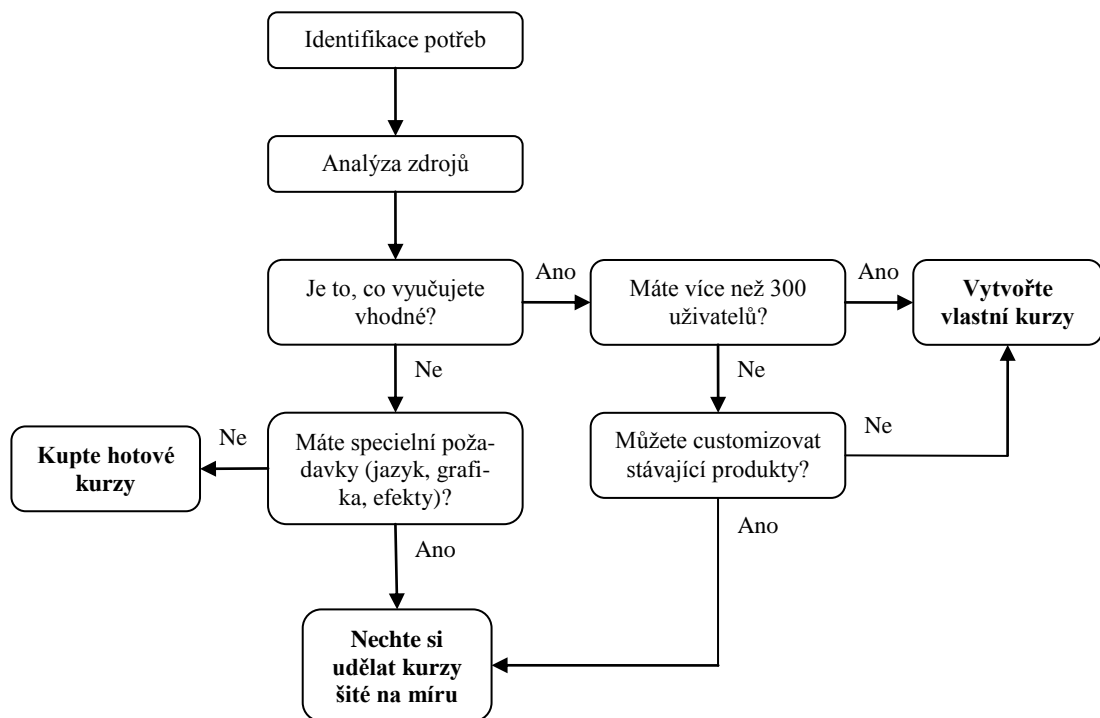 Identifikace potřeb
Analýza zdrojů
Je to, co vyučujete
vhodné?
Ano
Máte více než 300
uživatelů?
Ano
Vytvořte
vlastní kurzy
Ne
Ne
Kupte hotové
kurzy
Ne
Máte specielní poža-
davky (jazyk, grafi-
ka, efekty)?
Můžete customizovat
stávající produkty?
Ne
Ano
Ano
Nechte si
udělat kurzy
šité na míru